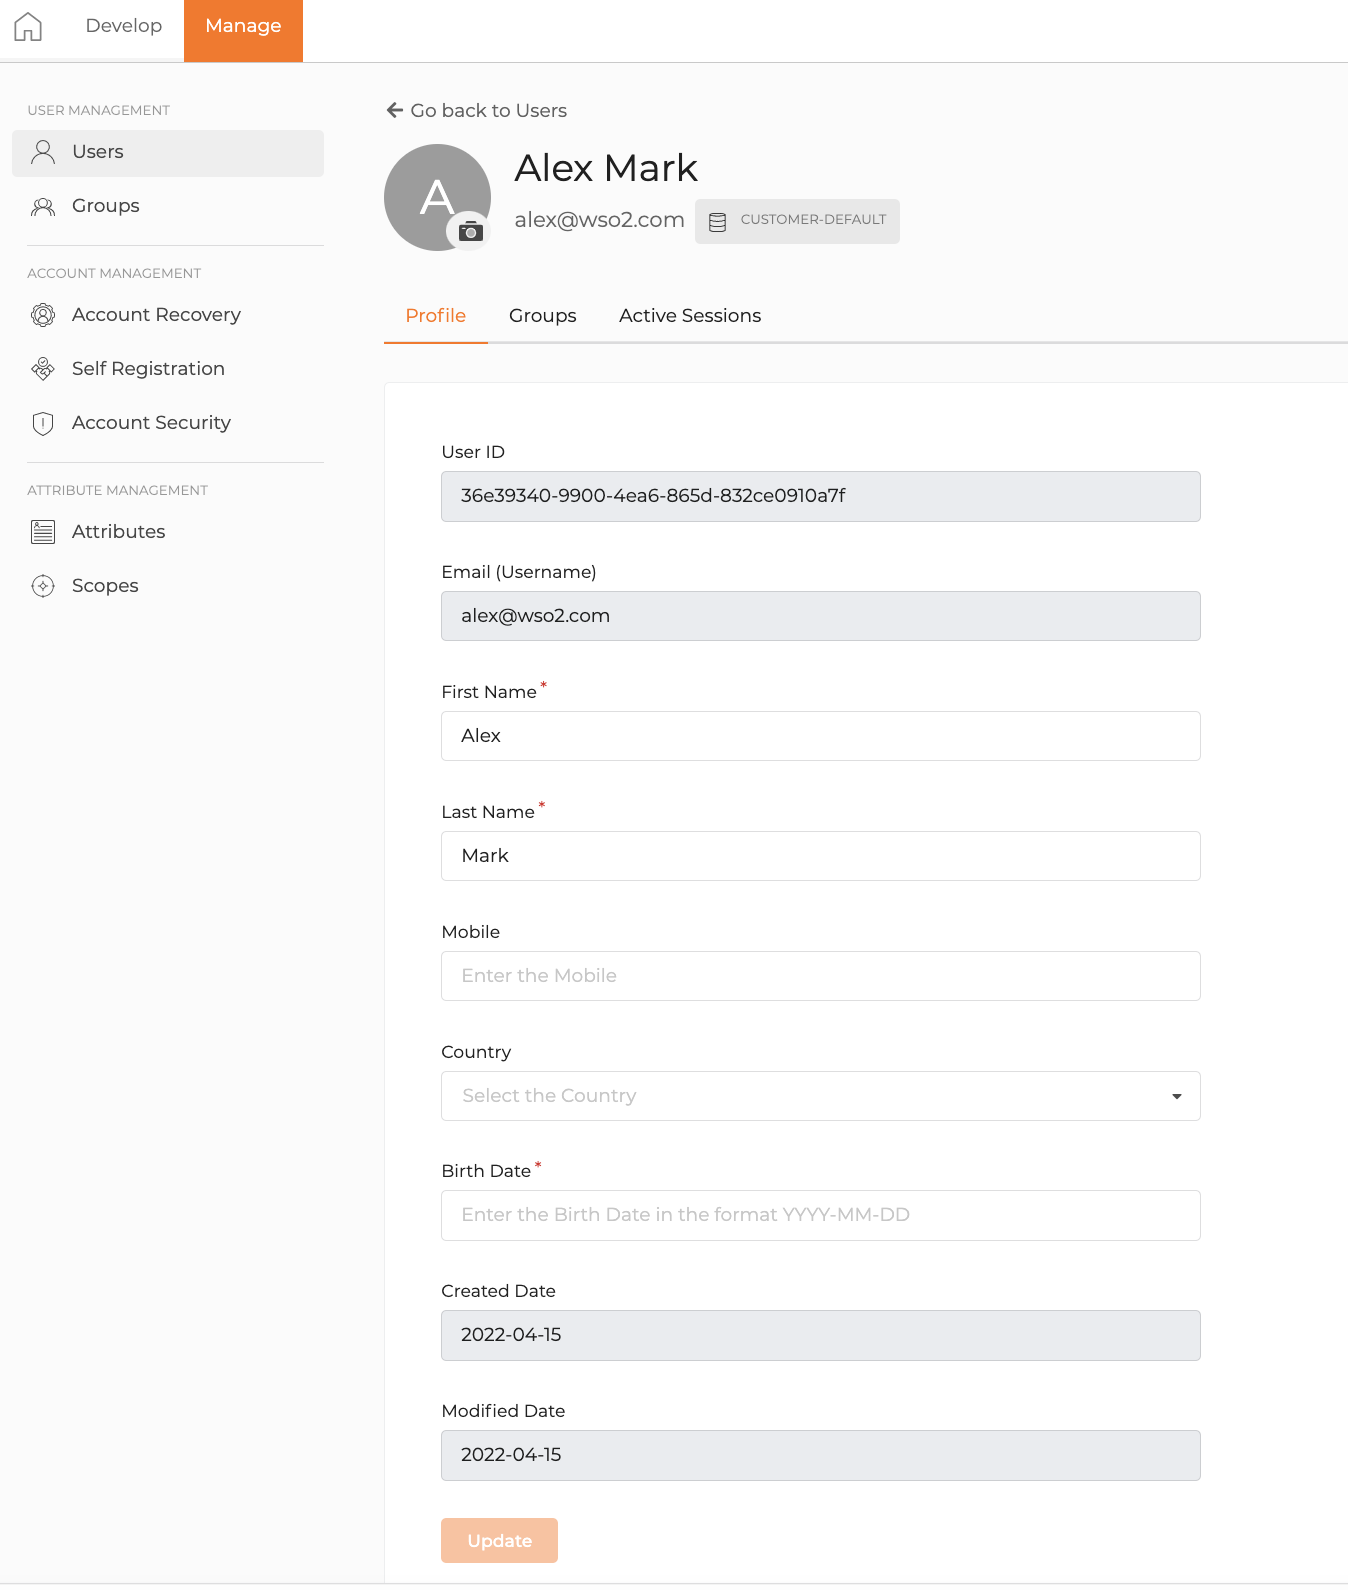 Develop
Manage
USER MANAGEMENT
Users
Groups
ACCOUNT MANAGEMENT
Account Recovery
Self Registration
Account Security
ATTRIBUTE MANAGEMENT
Attributes
Scopes
Go back to Users
A
Alex Mark
alex@wso2.com
CUSTOMER-DEFAULT
Profile
Groups
Active Sessions
User ID
36e39340-9900-4ea6-865d-832ce0910a7f
Email (Username)
alex@wso2.com
First Name*
Alex
Last Name*
Mark
Mobile
Enter the Mobile
Country
Select the Country
Birth Date*
Enter the Birth Date in the format YYYY-MM-DD
Created Date
2022-04-15
Modified Date
2022-04-15
Update